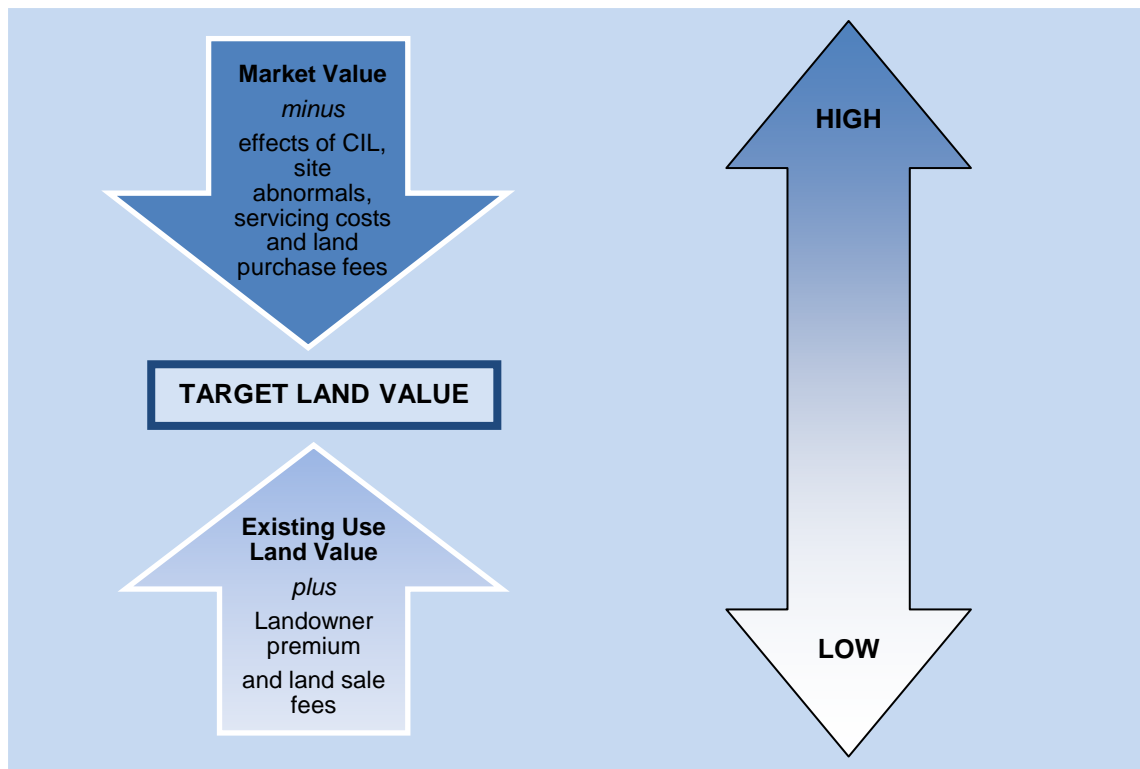 Market Value
minus
effects of CIL,
site
abnormals,
servicing costs
and land
purchase fees
HIGH
TARGET LAND VALUE
Existing Use
Land Value
plus
Landowner
premium
and land sale
fees
LOW